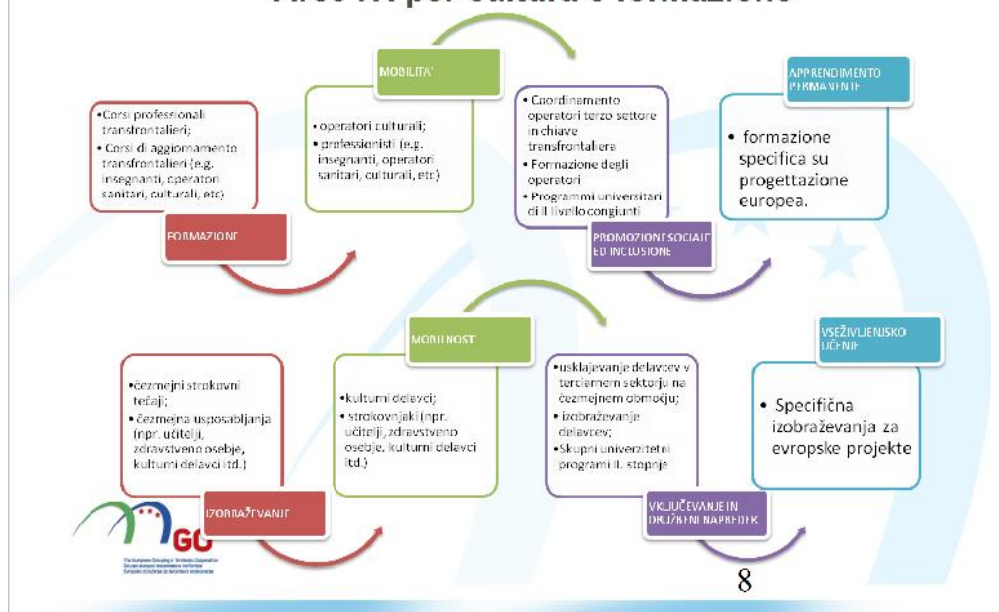 per cultura e formazione
MOBILITA'
APPRENDIMENTO
PERMANENTE
•Corsi professionali
transfrontalieri;
• Corsi di aggiornamento
transfrontalieri (e.g.
insegnanti, operatori
sanitari, culturali, etc)
• operatori culturali;
• professionisti (e.g.
insegnanti, operatori
sanitari, culturali, etc)
• Coordinamento
operatori terzo settore
in chiave
transfrontaliera
• Formazione degli
operatori
• Programmi universitari
di II livello congiunti
• formazione
specifica su
progettazione
europea.
FORMAZIONE
PROMOZIONE SOCIALE
ED INCLUSIONE
MOBILNOST
VSEŽIVLJENJSKO
UČENJE
•čezmejni strokovni
tečaji;
• čezmejna usposabljanja
(npr. učitelji,
zdravstveno osebje,
kulturni delavci itd.)
•kulturni delavci;
• strokovnjaki (npr.
učitelji, zdravstveno
osebje, kulturni delavci
itd.)
•usklajevanje delavcev v
terciarnem sektorju na
čezmejnem območju;
• izobraževanje
delavcev;
•Skupni univerzitetni
programi II. stopnje
• Specifična
izobraževanja za
evropske projekte
IZOBRAŽEVANJE
VKLJUČEVANJE IN
DRUŽBENI NAPREDEK
GO
8